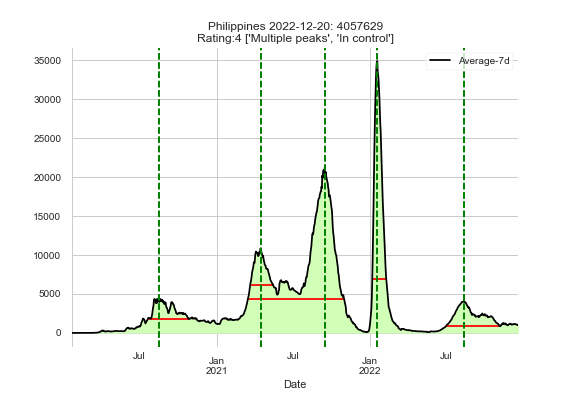 Philippines 2022-12-20: 4057629
Rating:4 ['Multiple peaks', 'In control']
Average-7d
35000
30000
25000
20000
15000
10000
5000
0
Jul
Jan
2021
Jul
Jan
2022
Jul
Date